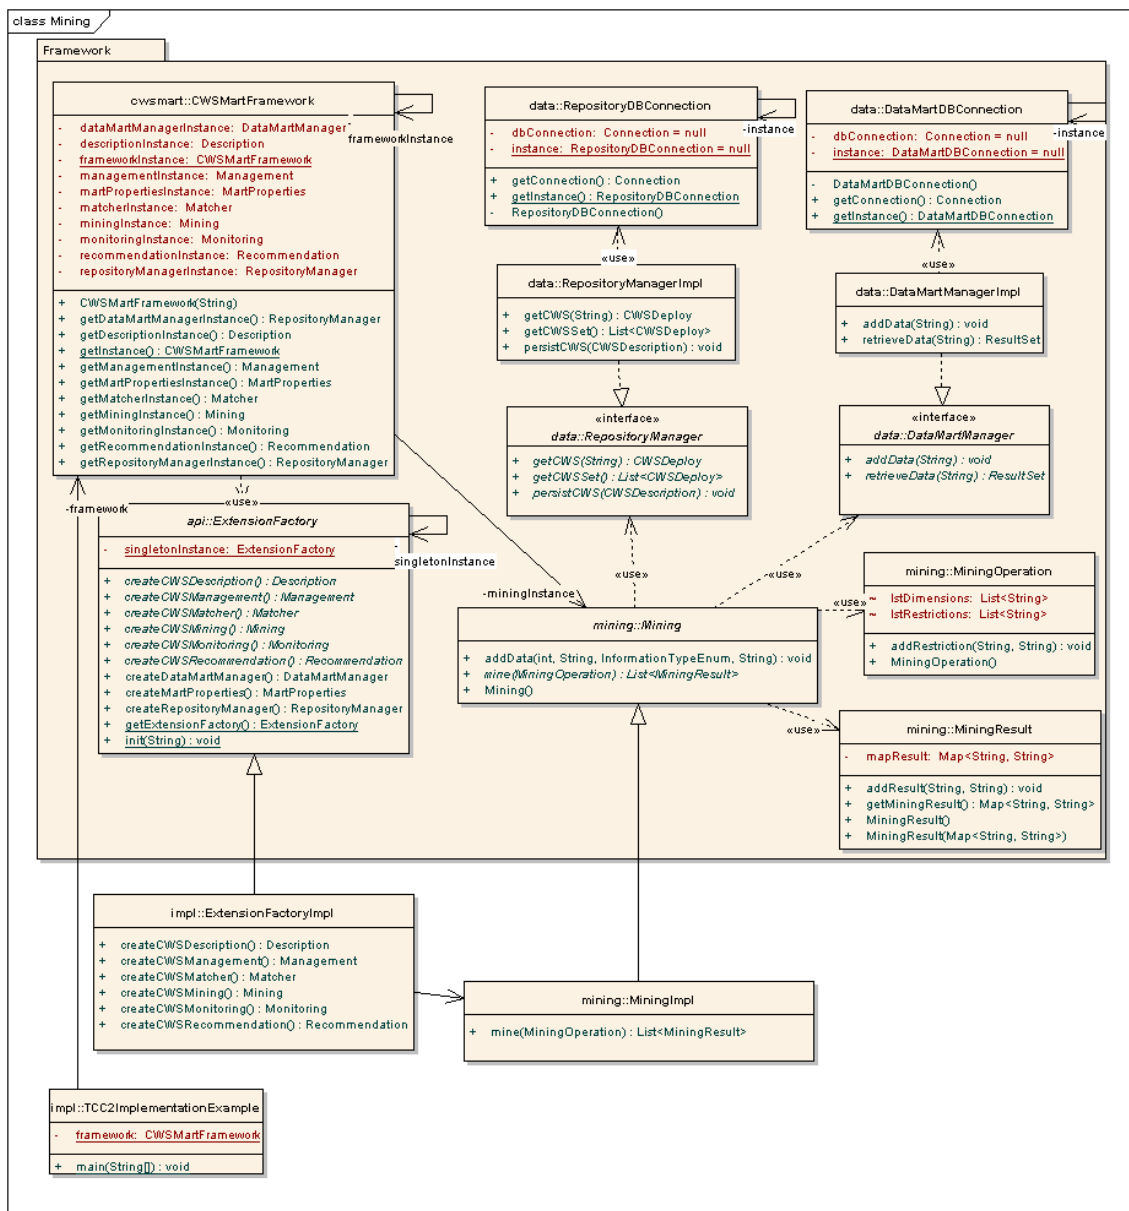 class Mining
Framework
cwsmart::CWSMartFramework
- dataMartManagerInstance: DataMartManager
- descriptionInstance: Description
- frameworkInstance: CWSMartFramework
- managementInstance: Management
- martPropertiesInstance: MartProperties
- matcherInstance: Matcher
- miningInstance: Mining
- monitoringInstance: Monitoring
- recommendationInstance: Recommendation
- repositoryManagerInstance: RepositoryManager
+ CWSMartFramework(String)
+ getDataMartManagerInstance() : RepositoryManager
+ getDescriptionInstance() : Description
+ getInstance() : CWSMartFramework
+ getManagementInstance() : Management
+ getMartPropertiesInstance() : MartProperties
+ getMatcherInstance() : Matcher
+ getMiningInstance() : Mining
+ getMonitoringInstance() : Monitoring
+ getRecommendationInstance() : Recommendation
+ getRepositoryManagerInstance() : RepositoryManager
-
frameworkInstance
data::RepositoryDBConnection
- dbConnection: Connection = null
- instance: RepositoryDBConnection = null
+ getConnection() : Connection
+ getInstance() : RepositoryDBConnection
- RepositoryDBConnection()
-instance
data::DataMartDBConnection
- dbConnection: Connection = null
- instance: DataMartDBConnection = null
- DataMartDBConnection()
+ getConnection() : Connection
+ getInstance() : DataMartDBConnection
-instance
«use»
«use»
data::RepositoryManagerImpl
+ getCWS(String) : CWSDeploy
+ getCWSSet() : List<CWSDeploy>
+ persistCWS(CWSDescription) : void
data::DataMartManagerImpl
+ addData(String) : void
+ retrieveData(String) : ResultSet
«interface»
data::RepositoryManager
+ getCWS(String) : CWSDeploy
+ getCWSSet() : List<CWSDeploy>
+ persistCWS(CWSDescription) : void
«interface»
data::DataMartManager
+ addData(String) : void
+ retrieveData(String) : ResultSet
-framework
«use»
api::ExtensionFactory
- singletonInstance: ExtensionFactory
+ createCWSDescription() : Description
+ createCWSManagement() : Management
+ createCWSMatcher() : Matcher
+ createCWSMining() : Mining
+ createCWSMonitoring() : Monitoring
+ createCWSRecommendation() : Recommendation
+ createDataMartManager() : DataMartManager
+ createMartProperties() : MartProperties
+ createRepositoryManager() : RepositoryManager
+ getExtensionFactory() : ExtensionFactory
+ init(String) : void
-
singletonInstance
-miningInstance
«use»
«use»
«use»
«use»
mining::Mining
+ addData(int, String, InformationTypeEnum, String) : void
+ mine(MiningOperation) : List<MiningResult>
+ Mining()
mining::MiningOperation
~ lstDimensions: List<String>
~ lstRestrictions: List<String>
+ addRestriction(String, String) : void
+ MiningOperation()
mining::MiningResult
- mapResult: Map<String, String>
+ addResult(String, String) : void
+ getMiningResult() : Map<String, String>
+ MiningResult()
+ MiningResult(Map<String, String>)
impl::ExtensionFactoryImpl
+ createCWSDescription() : Description
+ createCWSManagement() : Management
+ createCWSMatcher() : Matcher
+ createCWSMining() : Mining
+ createCWSMonitoring() : Monitoring
+ createCWSRecommendation() : Recommendation
mining::MiningImpl
+ mine(MiningOperation) : List<MiningResult>
impl::TCC2ImplementationExample
- framework: CWSMartFramework
+ main(String[]) : void